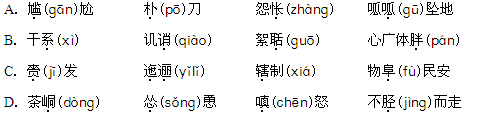 A. 尴(gān)尬 朴(pō)刀 怨怅(zhàng) 呱呱(gū)坠地
B. 干系(xì) 讥诮(qiào) 絮聒(guō) 心广体胖(pán)
C. 赍(jī)发 迤逦(yǐlǐ) 辖制(xiá) 物阜(fù)民安
D. 茶峒(dòng) 怂(sǒng)恿 嗔(chēn)怒 不胫(jìng)而走